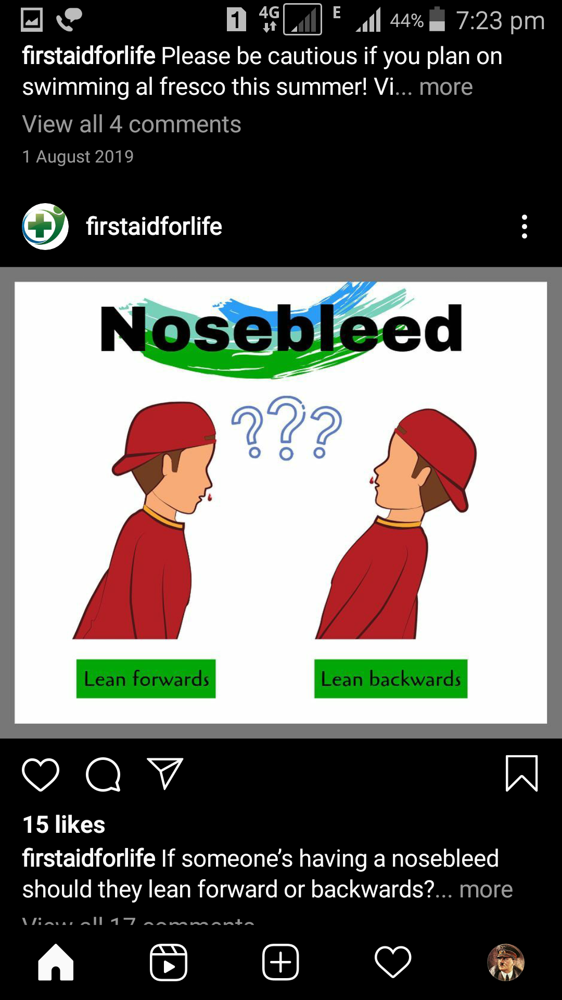 1 4G E 44% 7:23 pm
firstaidforlife Please be cautious if you plan on
swimming al fresco this summer! Vi... more
View all 4 comments
1 August 2019
firstaidforlife
Nosebleed
???
Lean forwards
Lean backwards
15 likes
firstaidforlife If someone’s having a nosebleed
should they lean forward or backwards?... more
View all 17 comments